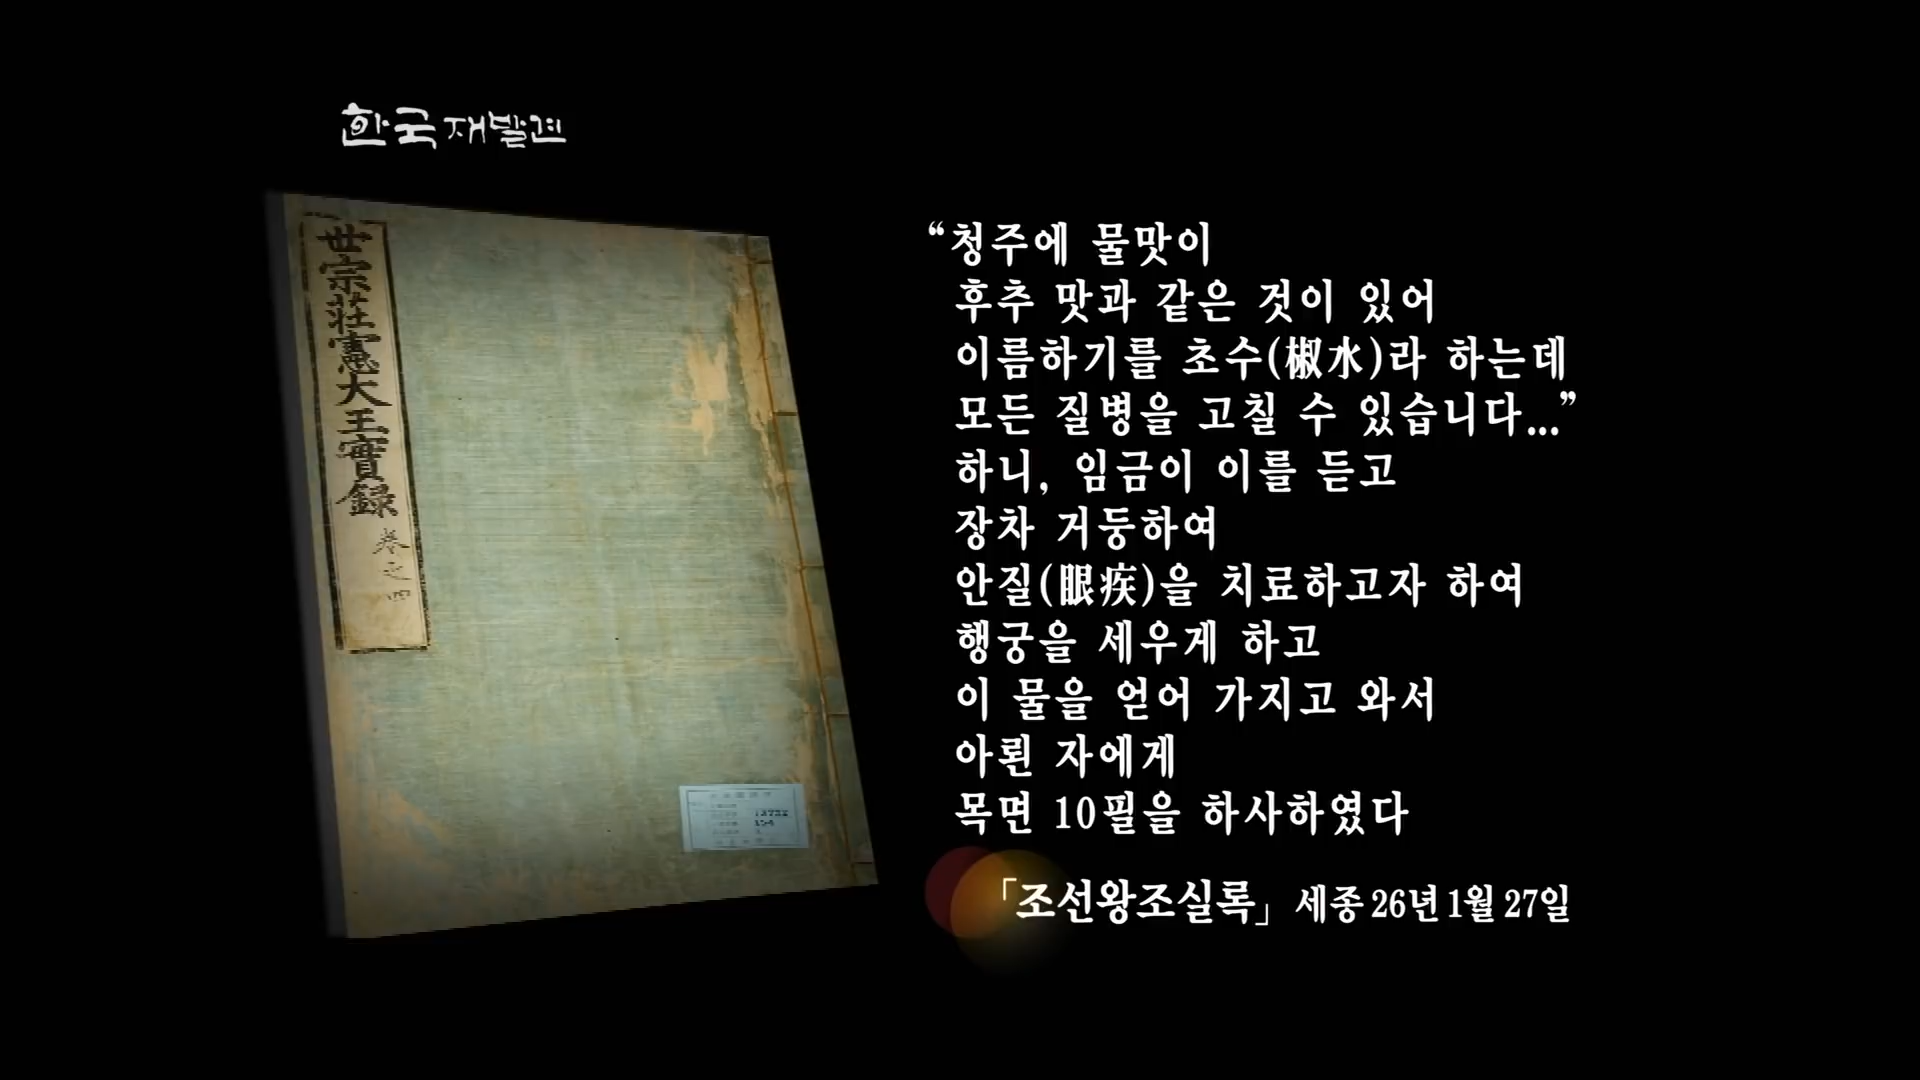 한국재발견
世宗莊憲大王實錄
卷之四
“청주에 물맛이
후추 맛과 같은 것이 있어
이름하기를 초수(椒水)라 하는데
모든 질병을 고칠 수 있습니다...”
하니, 임금이 이를 듣고
장차 거둥하여
안질(眼疾)을 치료하고자 하여
행궁을 세우게 하고
이 물을 얻어 가지고 와서
아뢴 자에게
목면 10필을 하사하였다
「조선왕조실록」 세종 26년 1월 27일